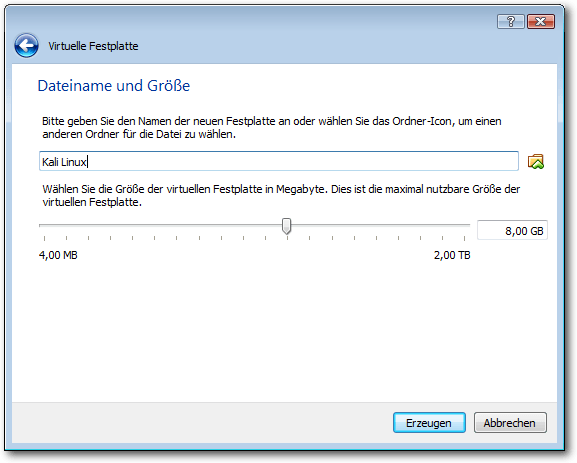 Virtuelle Festplatte
Dateiname und Größe
Bitte geben Sie den Namen der neuen Festplatte an oder wählen Sie das Ordner-Icon, um einen
anderen Ordner für die Datei zu wählen.
Kali Linux
Wählen Sie die Größe der virtuellen Festplatte in Megabyte. Dies ist die maximal nutzbare Größe der
virtuellen Festplatte.
8,00 GB
4,00 MB
2,00 TB
Erzeugen
Abbrechen